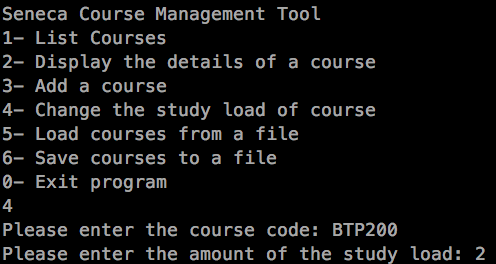 Seneca Course Management Tool
1- List Courses
2- Display the details of a course
3- Add a course
4- Change the study load of course
5- Load courses from a file
6- Save courses to a file
0- Exit program
4
Please enter the course code: BTP200
Please enter the amount of the study load: 2